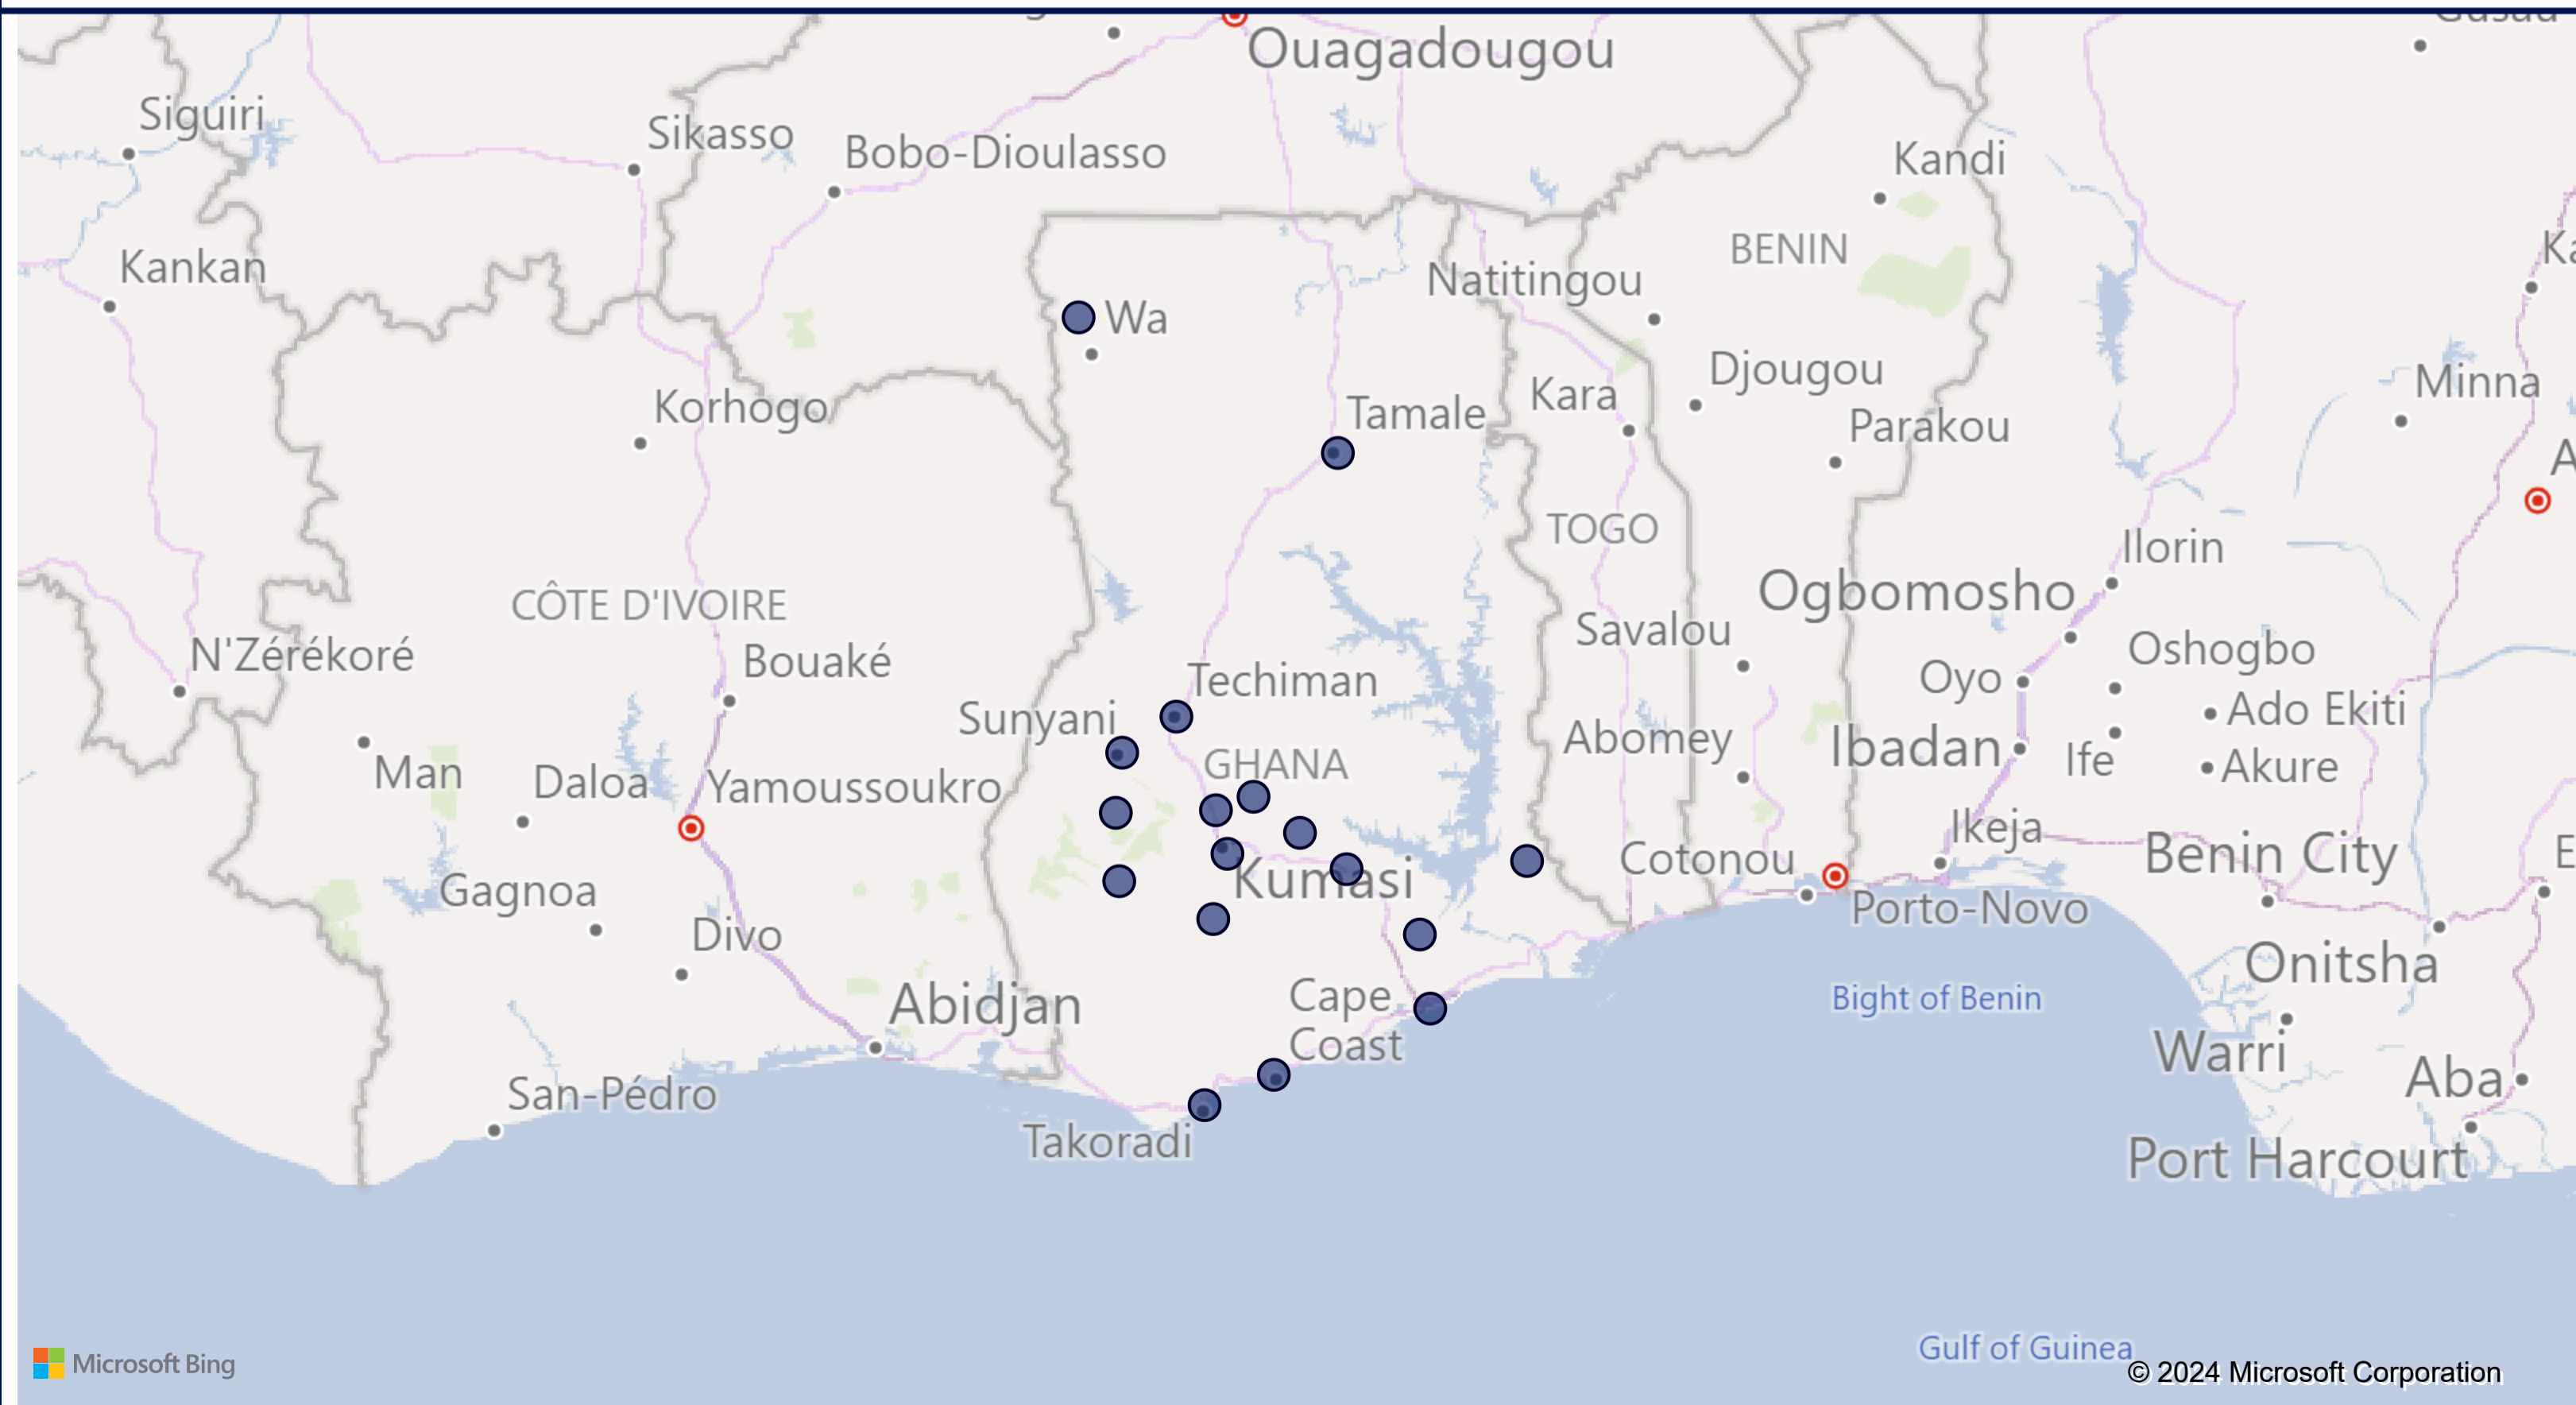 Ouagadougou
Siguiri
Sikasso
Bobo-Dioulasso
Kandi
Kankan
BENIN
Natitingou
Wa
Minna
Djougou
Kara
Korhogo
Tamale
Parakou
TOGO
Ilorin
Ogbomosho
CÔTE D'IVOIRE
Savalou
N'Zérékoré
Bouaké
Oshogbo
Techiman
Oyo
Sunyani
Ado Ekiti
Abomey
Ibadan
Ife
Akure
GHANA
Man
Daloa
Yamoussoukro
Ikeja
Benin City
Cotonou
Kumasi
Gagnoa
Porto-Novo
Divo
Onitsha
Cape
Coast
Bight of Benin
Abidjan
Warri
Aba
San-Pédro
Takoradi
Port Harcourt
Gulf of Guinea
Microsoft Bing
© 2024 Microsoft Corporation